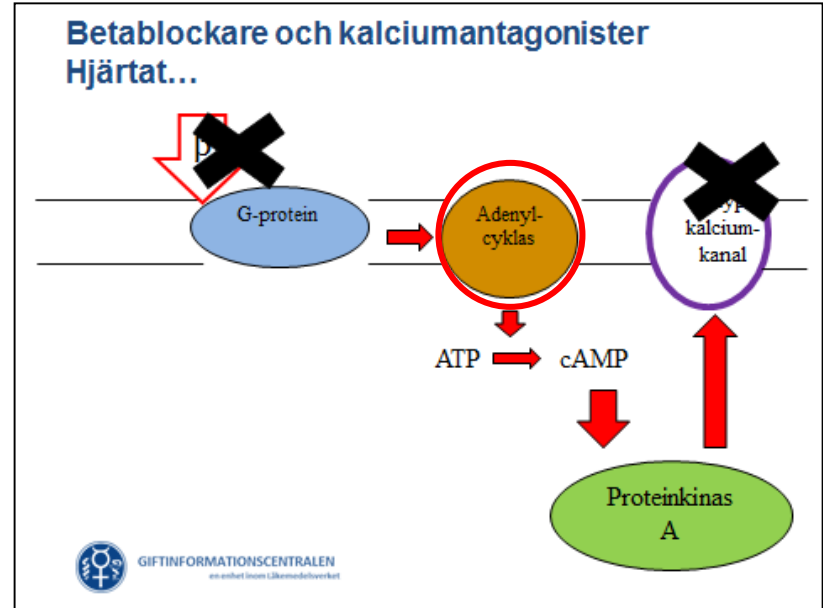 Betablockare och kalciumantagonister
Hjärtat…
G-protein
Adenyl-
cyklas
kalcium-
kanal
ATP
cAMP
Proteinkinas
A
GIFTINFORMATIONSCENTRALEN
en enhet inom Läkemedelsverket